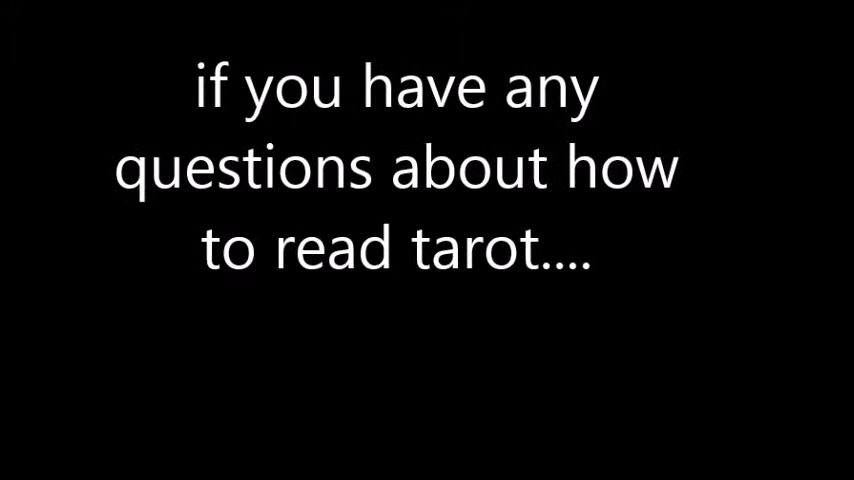 if you have any
questions about how
to read tarot....